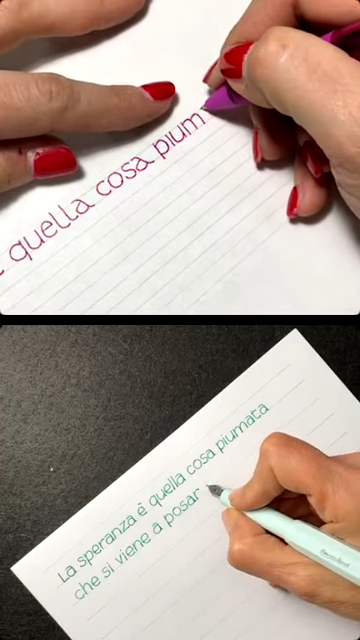 quella cosa pium
La speranza è quella cosa piumata
che si viene a posar